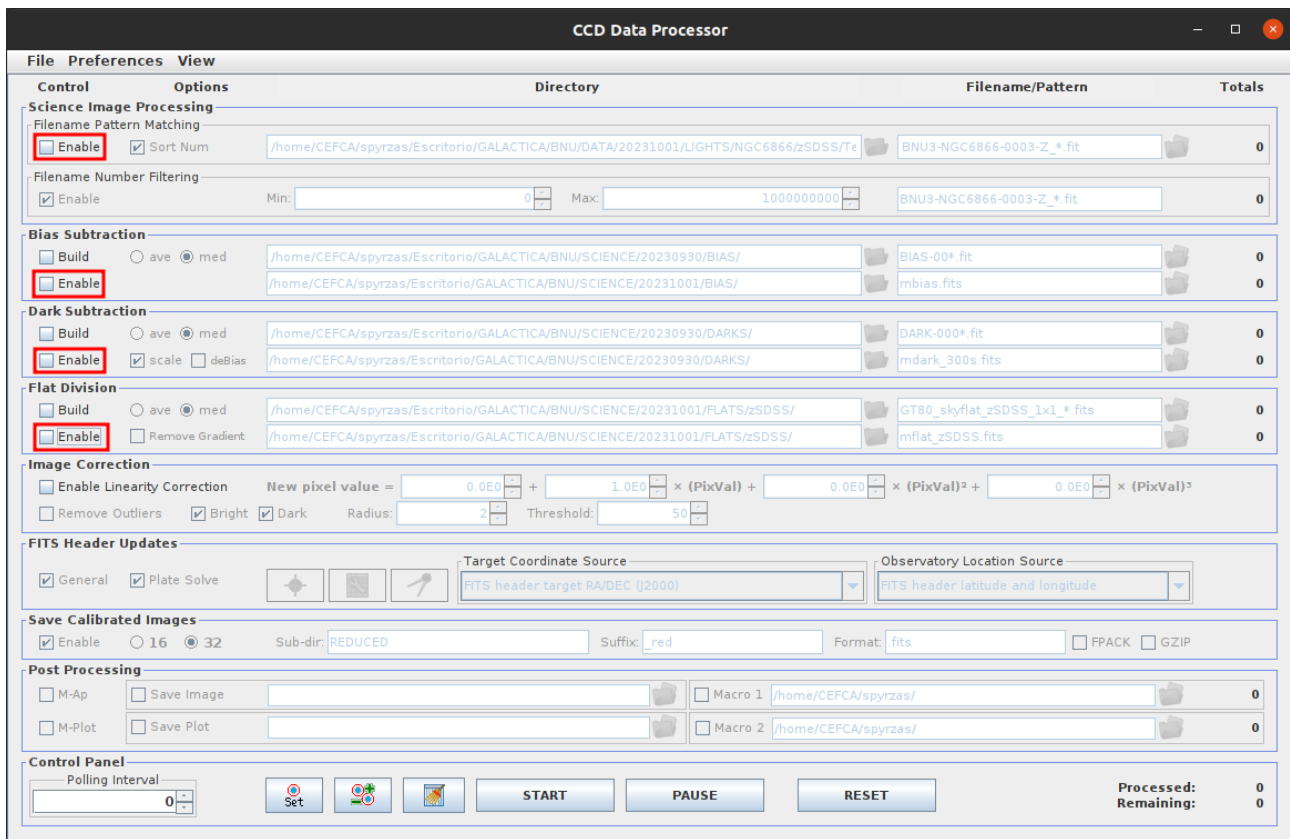 CCD Data Processor
File Preferences View
Control Options Directory Filename/Pattern Totals
Science Image Processing
Filename Pattern Matching
Enable Sort Num /home/CEFCA/spyrzas/Escritorio/GALACTICA/BNU/DATA/20231001/LIGHTS/NGC6866/zSDSS/Te BNU3-NGC6866-0003-Z_*.fit 0
Filename Number Filtering
Enable Min: 0 Max: 1000000000 BNU3-NGC6866-0003-Z_*.fit 0
Bias Subtraction
Build ave med /home/CEFCA/spyrzas/Escritorio/GALACTICA/BNU/SCIENCE/20230930/BIAS/ BIAS-00*.fit 0
Enable /home/CEFCA/spyrzas/Escritorio/GALACTICA/BNU/SCIENCE/20231001/BIAS/ mbias.fits 0
Dark Subtraction
Build ave med /home/CEFCA/spyrzas/Escritorio/GALACTICA/BNU/SCIENCE/20230930/DARKS/ DARK-000*.fit 0
Enable scale deBias /home/CEFCA/spyrzas/Escritorio/GALACTICA/BNU/SCIENCE/20230930/DARKS/ mdark_300s.fits 0
Flat Division
Build ave med /home/CEFCA/spyrzas/Escritorio/GALACTICA/BNU/SCIENCE/20231001/FLATS/zSDSS/ GT80_skyflat_zSDSS_1x1_*.fits 0
Enable Remove Gradient /home/CEFCA/spyrzas/Escritorio/GALACTICA/BNU/SCIENCE/20231001/FLATS/zSDSS/ mflat_zSDSS.fits 0
Image Correction
Enable Linearity Correction New pixel value = 0.0E0 + 1.0E0 × (PixVal) + 0.0E0 × (PixVal)² + 0.0E0 × (PixVal)³
Remove Outliers Bright Dark Radius: 2 Threshold: 50
FITS Header Updates
Target Coordinate Source Observatory Location Source
General Plate Solve FITS header target RA/DEC (J2000) FITS header latitude and longitude
Save Calibrated Images
Enable 16 32 Sub-dir: REDUCED Suffix: _red Format: .fits FPACK GZIP
Post Processing
M-Ap Save Image Macro 1 /home/CEFCA/spyrzas/ 0
M-Plot Save Plot Macro 2 /home/CEFCA/spyrzas/ 0
Control Panel
Polling Interval
0 Set START PAUSE RESET
Processed: 0
Remaining: 0